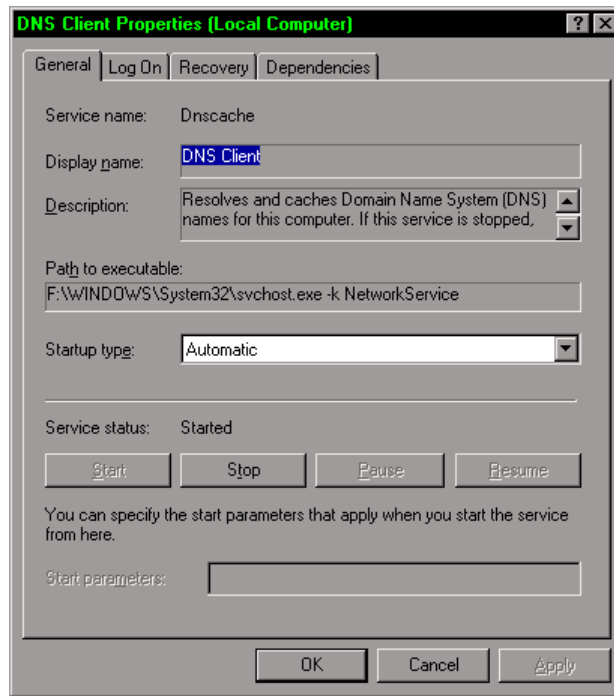 DNS Client Properties (Local Computer)
General Log On Recovery Dependencies
Service name: Dnscache
Display name: DNS Client
Description: Resolves and caches Domain Name System (DNS)
names for this computer. If this service is stopped,
Path to executable:
F:\WINDOWS\System32\svchost.exe -k NetworkService
Startup type: Automatic
Service status: Started
Start Stop Pause Resume
You can specify the start parameters that apply when you start the service
from here.
Start parameters:
OK Cancel Apply